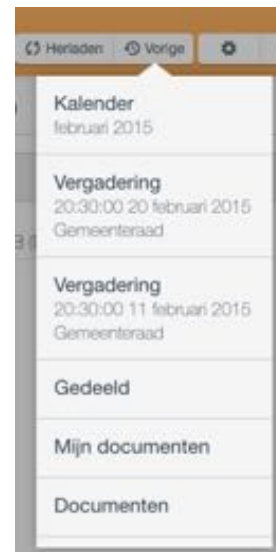 Herladen Vorige
Kalender
februari 2015
Vergadering
20:30:00 20 februari 2015
Gemeenteraad
Vergadering
20:30:00 11 februari 2015
Gemeenteraad
Gedeeld
Mijn documenten
Documenten